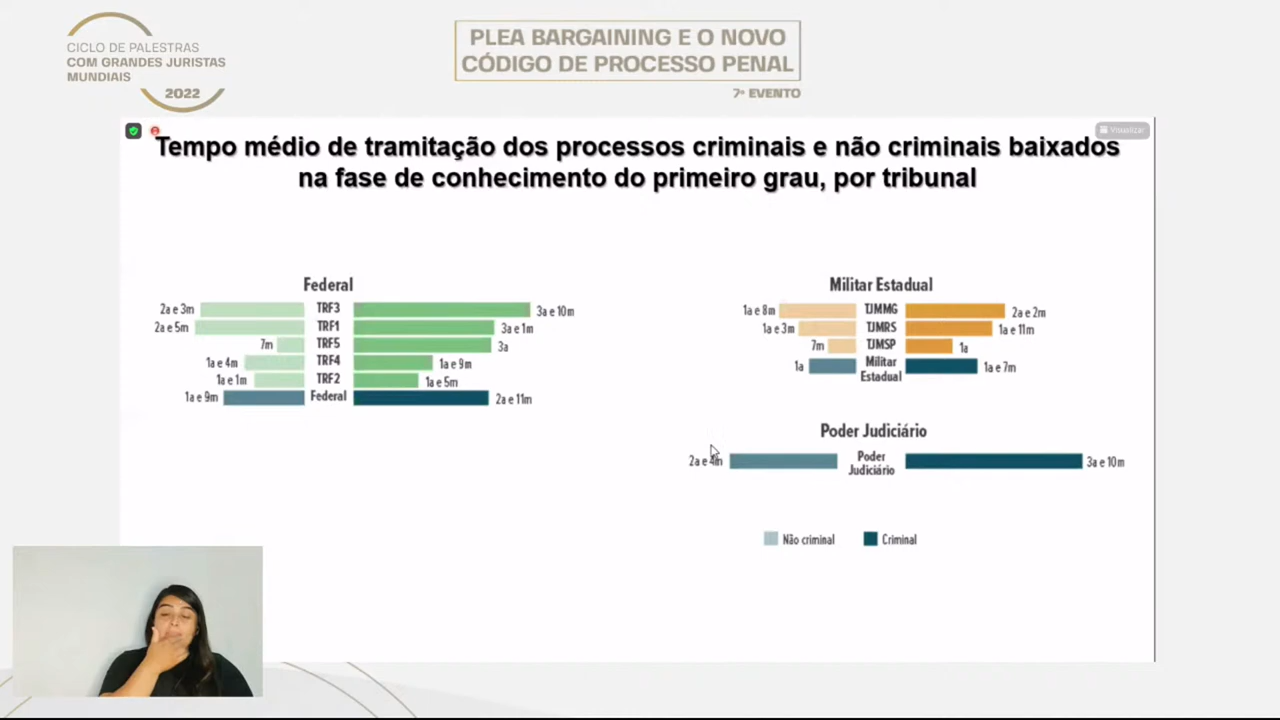 CICLO DE PALESTRAS
COM GRANDES JURISTAS
MUNDIAIS
2022
PLEA BARGAINING E O NOVO
CÓDIGO DE PROCESSO PENAL
7º EVENTO
Visualizar
Tempo médio de tramitação dos processos criminais e não criminais baixados
na fase de conhecimento do primeiro grau, por tribunal
Federal
2a e 3m TRF3 3a e 10m
2a e 5m TRF1 3a e 1m
7m TRF5 3a
1a e 4m TRF4 1a e 9m
1a e 1m TRF2 1a e 5m
1a e 9m Federal 2a e 11m
Militar Estadual
1a e 8m TJMMG 2a e 2m
1a e 3m TJMRS 1a e 11m
7m TJMSP 1a
1a Militar Estadual 1a e 7m
Poder Judiciário
2a e 4m Poder Judiciário 3a e 10m
Não criminal Criminal